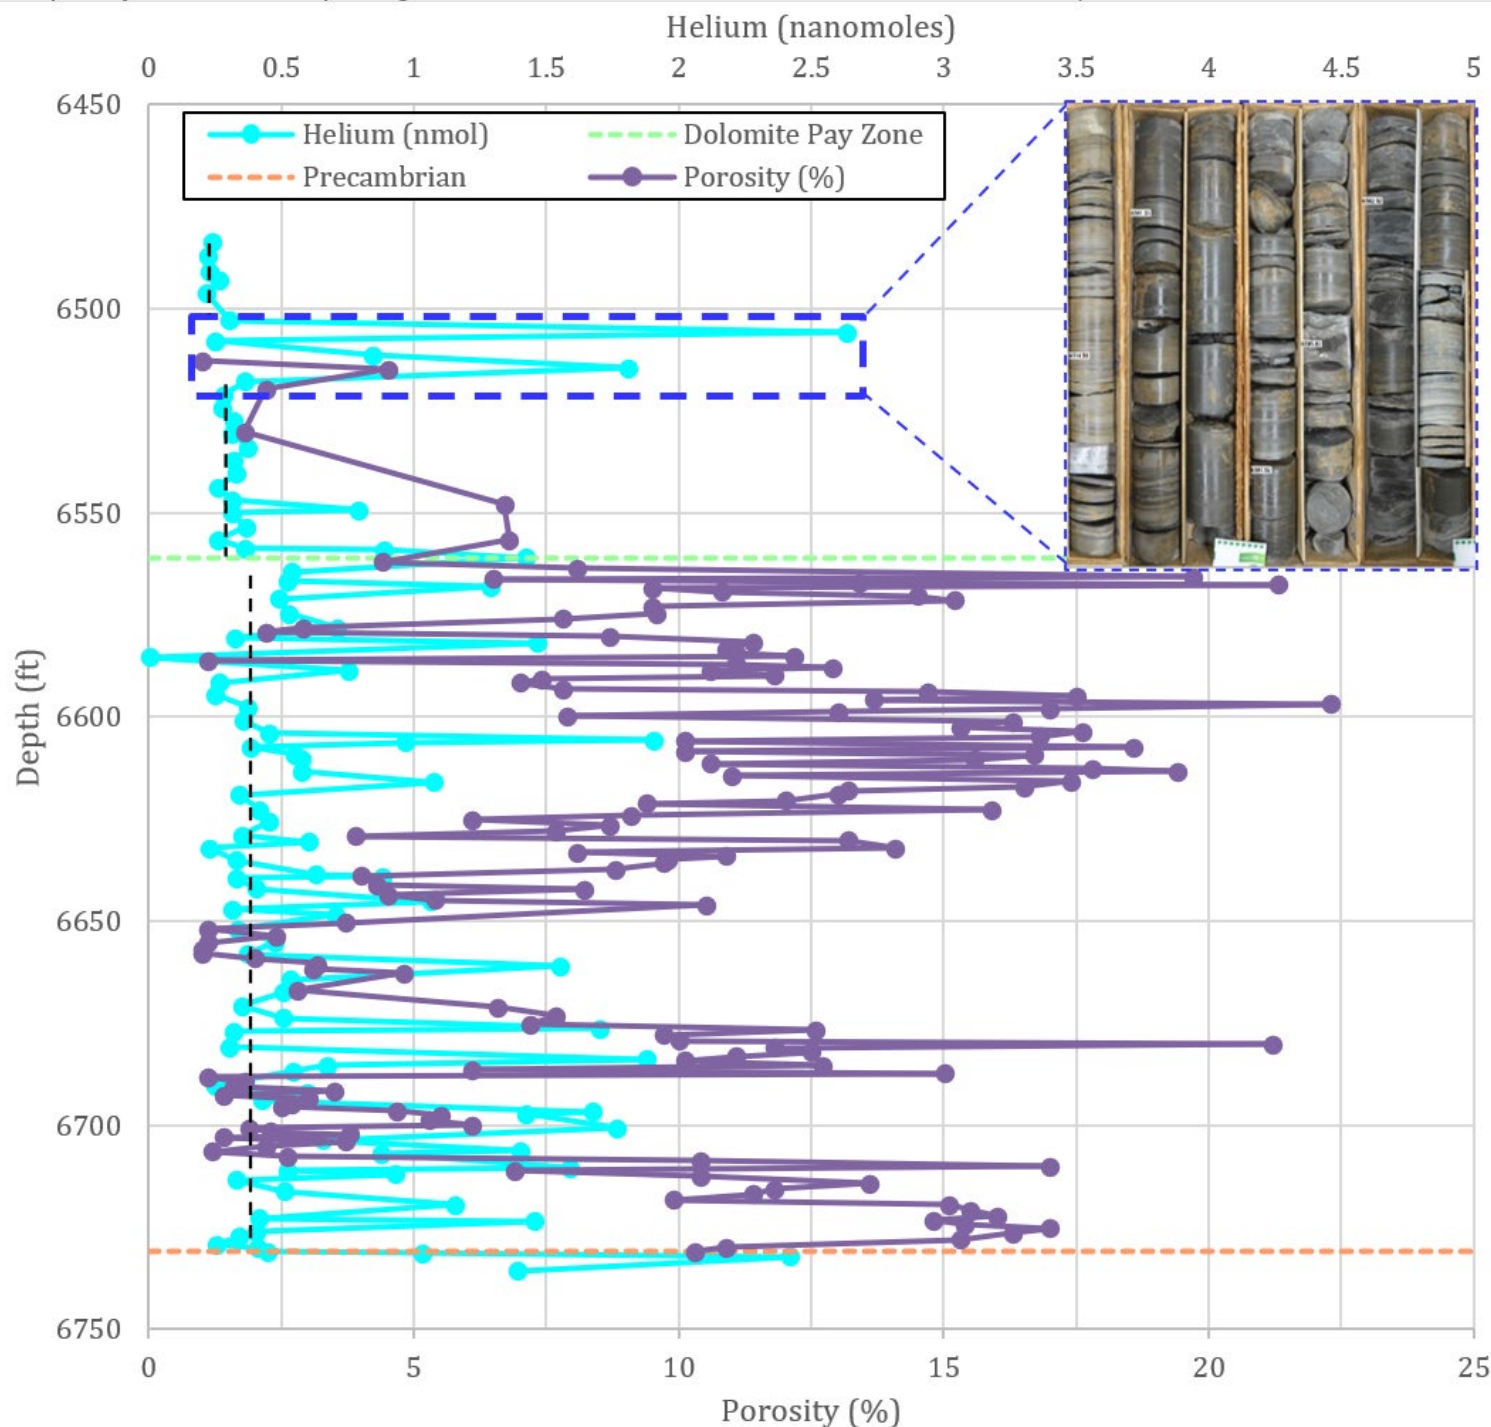 Helium (nanomoles)
0 0.5 1 1.5 2 2.5 3 3.5 4 4.5 5
6450
Helium (nmol) Dolomite Pay Zone
Precambrian Porosity (%)
6500
6550
6600
Depth (ft)
6650
6700
6750
0 5 10 15 20 25
Porosity (%)